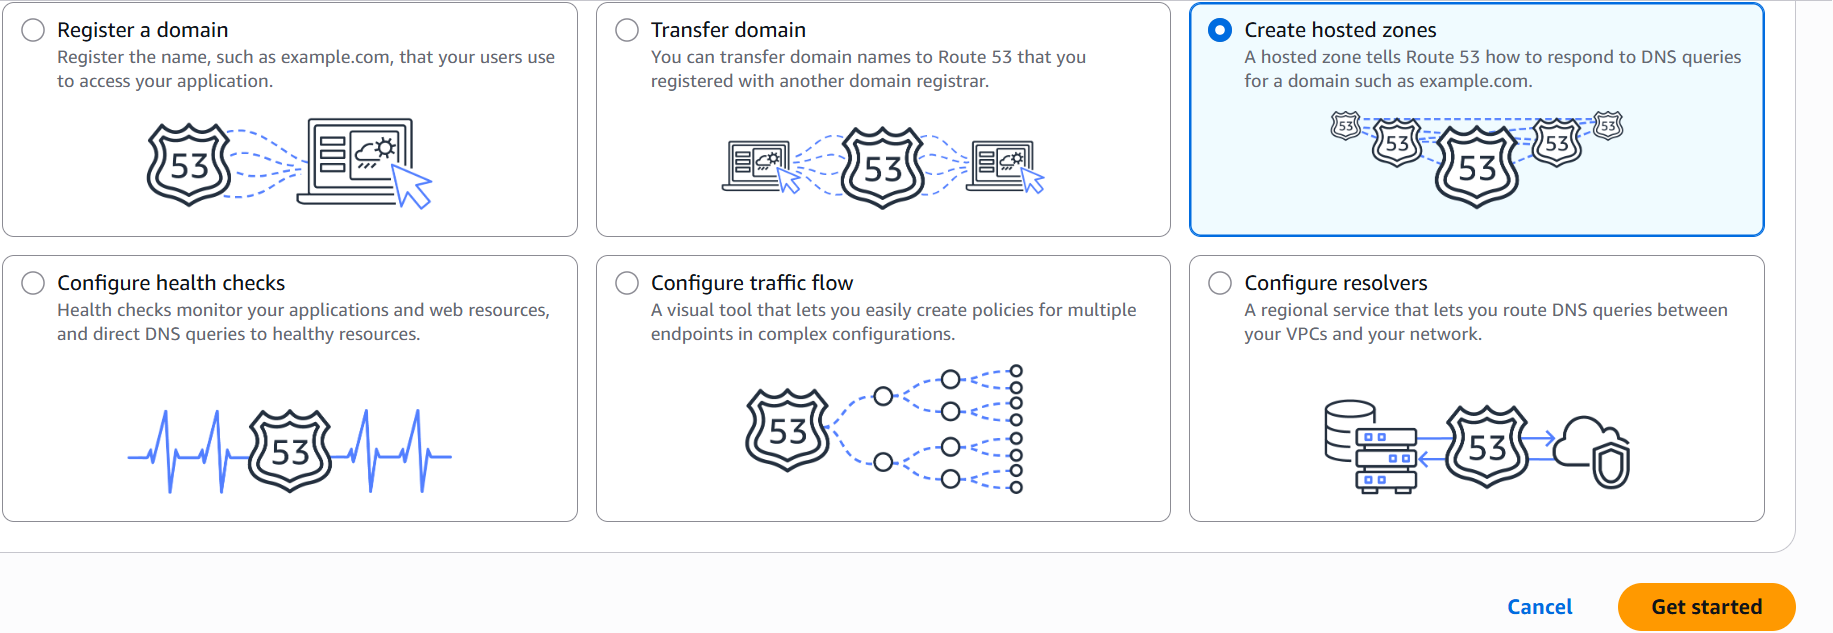 Register a domain
Register the name, such as example.com, that your users use
to access your application.
53
Transfer domain
You can transfer domain names to Route 53 that you
registered with another domain registrar.
53
Create hosted zones
A hosted zone tells Route 53 how to respond to DNS queries
for a domain such as example.com.
53
53
53
53
53
Configure health checks
Health checks monitor your applications and web resources,
and direct DNS queries to healthy resources.
53
Configure traffic flow
A visual tool that lets you easily create policies for multiple
endpoints in complex configurations.
53
Configure resolvers
A regional service that lets you route DNS queries between
your VPCs and your network.
53
Cancel
Get started